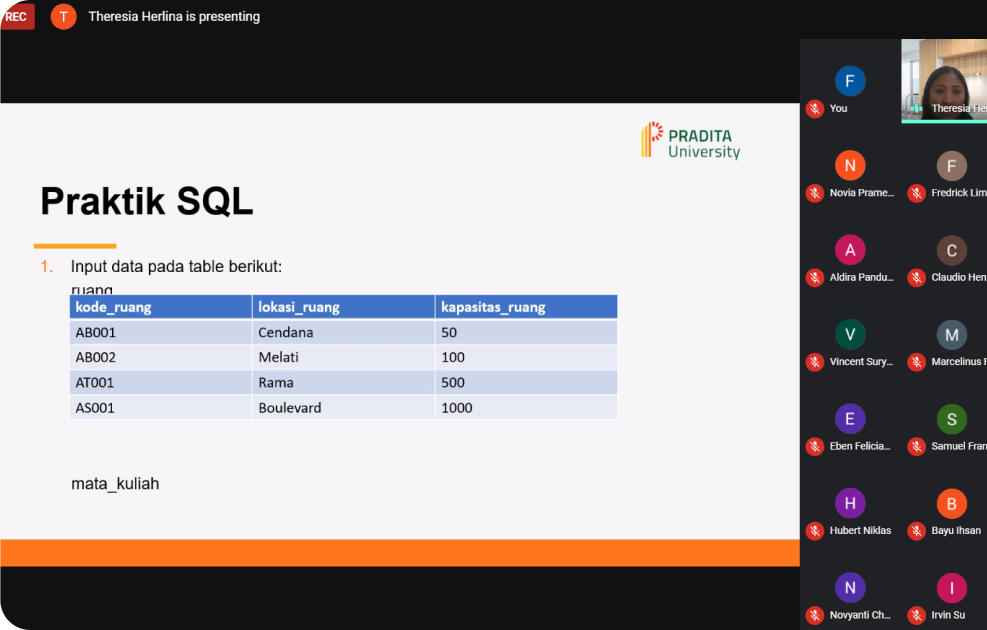 REC
T
Theresia Herlina is presenting
PRADITA
University
Praktik SQL
1. Input data pada table berikut:
ruang
kode_ruang lokasi_ruang kapasitas_ruang
AB001 Cendana 50
AB002 Melati 100
AT001 Rama 500
AS001 Boulevard 1000
mata_kuliah
F
You
Theresia He
N
Novia Prame...
F
Fredrick Lim
A
Aldira Pandu...
C
Claudio Hen
V
Vincent Sury...
M
Marcelinus F
E
Eben Felicia...
S
Samuel Fran
H
Hubert Niklas
B
Bayu Ihsan
N
Novyanti Ch...
I
Irvin Su